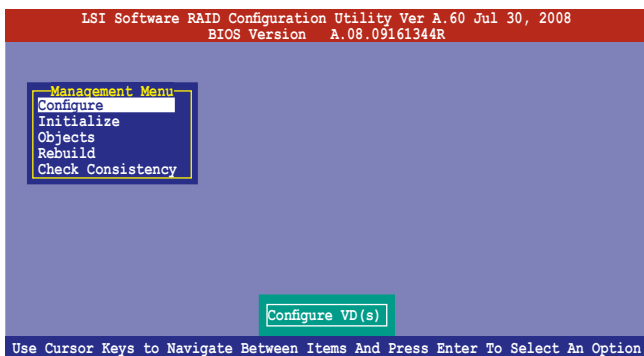 LSI Software RAID Configuration Utility Ver A.60 Jul 30, 2008
BIOS Version A.08.09161344R
Management Menu
Configure
Initialize
Objects
Rebuild
Check Consistency
Configure VD(s)
Use Cursor Keys to Navigate Between Items And Press Enter To Select An Option